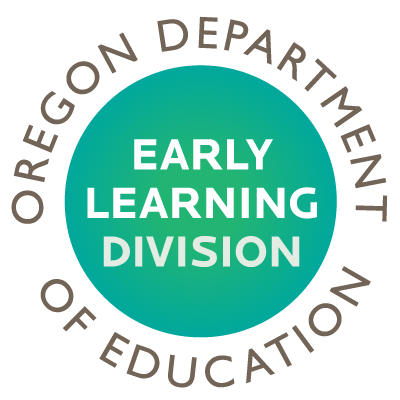 OREGON DEPARTMENT
OF EDUCATION
EARLY
LEARNING
DIVISION